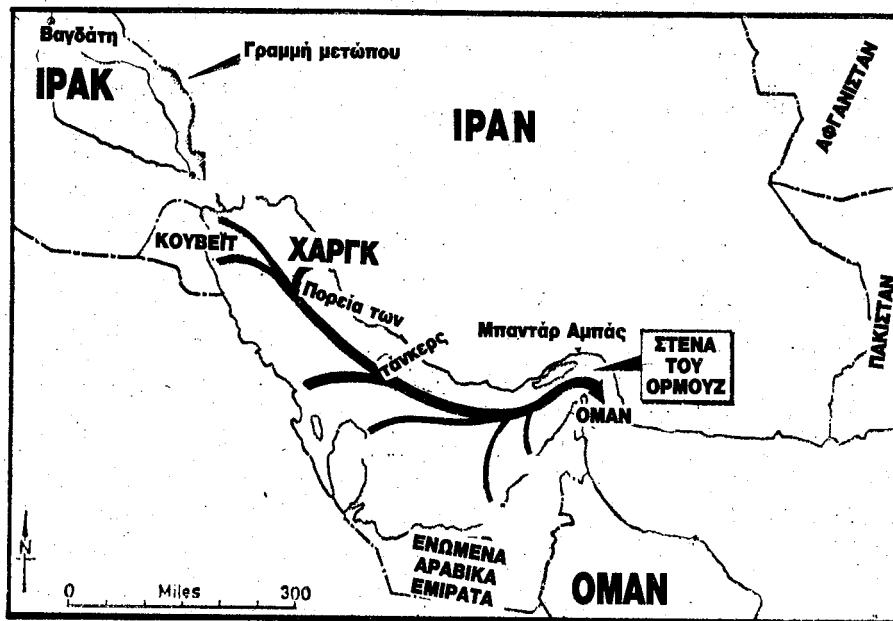 Βαγδάτη
Γραμμή μετώπου
ΙΡΑΚ
ΙΡΑΝ
ΑΦΓΑΝΙΣΤΑΝ
ΚΟΥΒΕΪΤ
ΧΑΡΓΚ
Πορεία των
τάνκερς
Μπαντάρ Αμπάς
ΣΤΕΝΑ
ΤΟΥ
ΟΡΜΟΥΖ
ΠΑΚΙΣΤΑΝ
ΟΜΑΝ
N
ΕΝΩΜΕΝΑ
ΑΡΑΒΙΚΑ
ΕΜΙΡΑΤΑ
ΟΜΑΝ
0 Miles 300